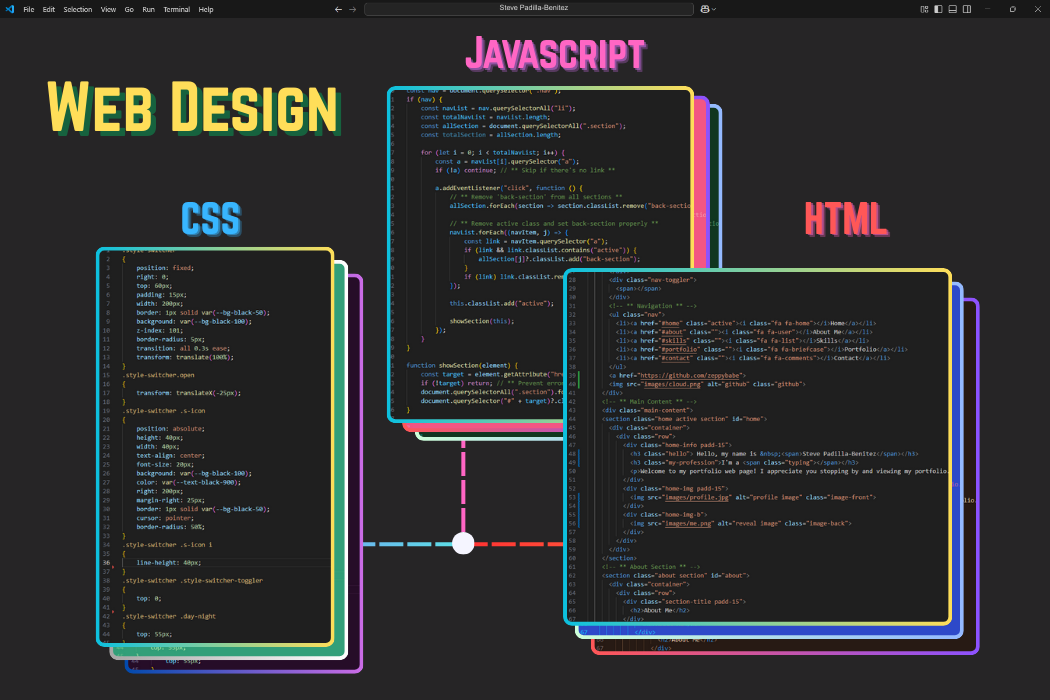 File Edit Selection View Go Run Terminal Help
Steve Padilla-Benitez
Web Design
Javascript
CSS
HTML
if (nav) {
const navList = nav.querySelectorAll("li");
const totalNavList = navList.length;
const allSection = document.querySelectorAll(".section");
const totalSection = allSection.length;
for (let i = 0; i < totalNavList; i++) {
const a = navList[i].querySelector("a");
if (!a) continue; // ** Skip if there's no link **
a.addEventListener("click", function () {
// ** Remove 'back-section' from all sections **
allSection.forEach(section => section.classList.remove("back-sectio
// ** Remove active class and set back-section properly **
navList.forEach((navItem, j) => {
const link = navItem.querySelector("a");
if (link && link.classList.contains("active")) {
allSection[j]?.classList.add("back-section");
}
if (link) link.classList.re
});
this.classList.add("active");
showSection(this);
});
}
}
function showSection(element) {
const target = element.getAttribute("hr
if (!target) return; // ** Prevent erro
document.querySelectorAll(".section").fo
document.querySelector("#" + target)?.cl
}
.style-switcher
2 {
3 position: fixed;
4 right: 0;
5 top: 60px;
6 padding: 15px;
7 width: 200px;
8 border: 1px solid var(--bg-black-50);
9 background: var(--bg-black-100);
10 z-index: 101;
11 border-radius: 5px;
12 transition: all 0.3s ease;
13 transform: translate(100%);
14 }
15 .style-switcher.open
16 {
17 transform: translateX(-25px);
18 }
19 .style-switcher .s-icon
20 {
21 position: absolute;
22 height: 40px;
23 width: 40px;
24 text-align: center;
25 font-size: 20px;
26 background: var(--bg-black-100);
27 color: var(--text-black-900);
28 right: 200px;
29 margin-right: 25px;
30 border: 1px solid var(--bg-black-50);
31 cursor: pointer;
32 border-radius: 50%;
33 }
34 .style-switcher .s-icon i
35 {
36 line-height: 40px;
37 }
38 .style-switcher .style-switcher-toggler
39 {
40 top: 0;
41 }
42 .style-switcher .day-night
43 {
44 top: 55px;
top: 55px;
top: 55px;
}
28 <div class="nav-toggler">
29 <span></span>
30 </div>
31 <!-- ** Navigation ** -->
32 <ul class="nav">
33 <li><a href="#home" class="active"><i class="fa fa-home"></i>Home</a></li>
34 <li><a href="#about" class=""><i class="fa fa-user"></i>About Me</a></li>
35 <li><a href="#skills" class=""><i class="fa fa-list"></i>Skills</a></li>
36 <li><a href="#portfolio" class=""><i class="fa fa-briefcase"></i>Portfolio</a></li>
37 <li><a href="#contact" class=""><i class="fa fa-comments"></i>Contact</a></li>
38 </ul>
39 <a href="https://github.com/zeppybabe">
40 <img src="images/cloud.png" alt="github" class="github">
41 </div>
42 <!-- ** Main Content ** -->
43 <div class="main-content">
44 <section class="home active section" id="home">
45 <div class="container">
46 <div class="row">
47 <div class="home-info padd-15">
48 <h3 class="hello"> Hello, my name is &nbsp;<span>Steve Padilla-Benitez</span></h3>
49 <h3 class="my-profession">I'm a <span class="typing"></span></h3>
50 <p>Welcome to my portfolio web page! I appreciate you stopping by and viewing my portfolio.
51 </div>
52 <div class="home-img padd-15">
53 <img src="images/profile.jpg" alt="profile image" class="image-front">
54 </div>
55 <div class="home-img-b">
56 <img src="images/me.png" alt="reveal image" class="image-back">
57 </div>
58 </div>
59 </div>
60 </section>
61 <!-- ** About Section ** -->
62 <section class="about section" id="about">
63 <div class="container">
64 <div class="row">
65 <div class="section-title padd-15">
66 <h2>About Me</h2>
67 </div>
</div>
<h2>About Me</h2>
</div>